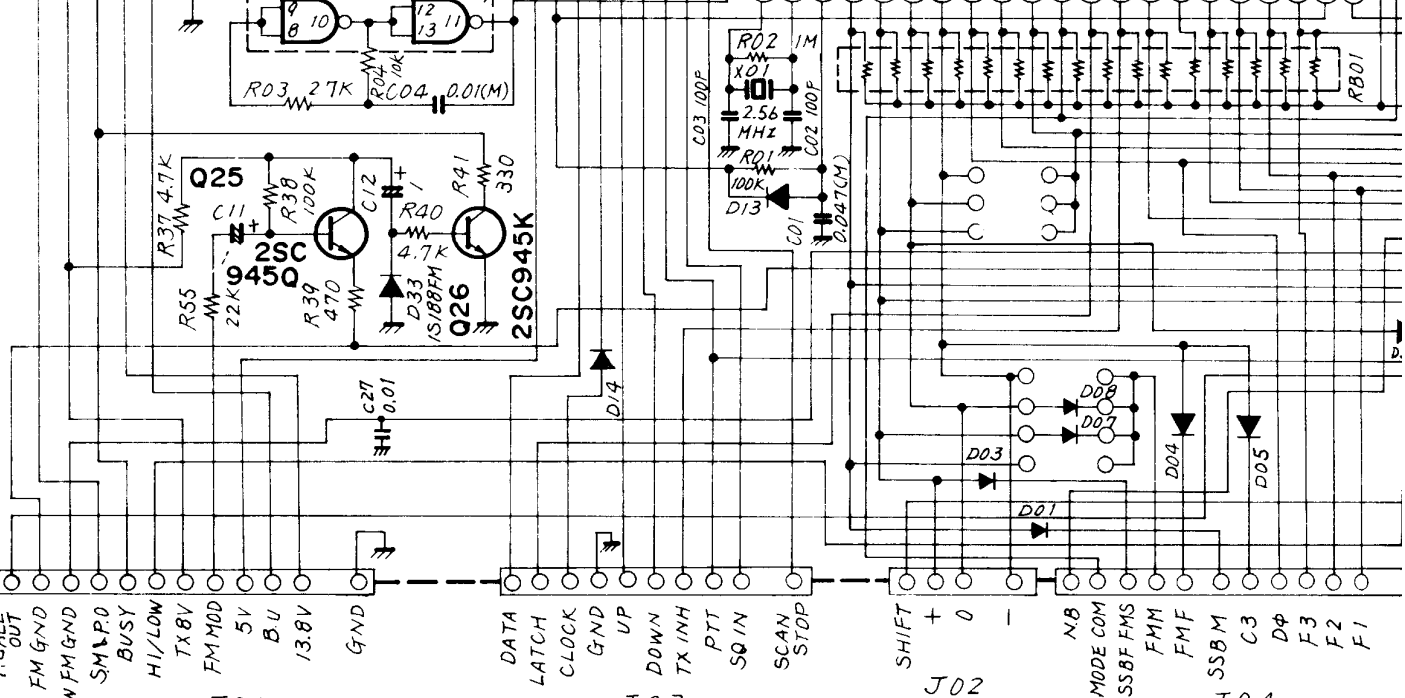 9
8
10
12
13
11
R03 27K
R04
10K
C04 0.01(M)
R02 1M
X01
2.56
MHz
C03 100P
C02 100P
RB01
R01
100K
D13
C01
0.047(M)
R37 4.7K
Q25
C11
+
R38
100K
C12
+
R40
4.7K
R41
330
2SC
945Q
R55
22K
R39
470
D33
1S188FM
Q26
2SC945K
C27
0.01
D14
D08
D07
D03
D01
D04
D05
OUT
FM GND
FM GND
S.M & P.O
BUSY
HI/LOW
TX8V
FM MOD
5V
B.U
13.8V
GND
DATA
LATCH
CLOCK
GND
UP
DOWN
TX INH
PTT
SQ IN
SCAN
STOP
SHIFT
+
0
−
NB
MODE COM
SSBF FMS
FMM
FMF
SSB M
C3
DΦ
F3
F2
F1
J02